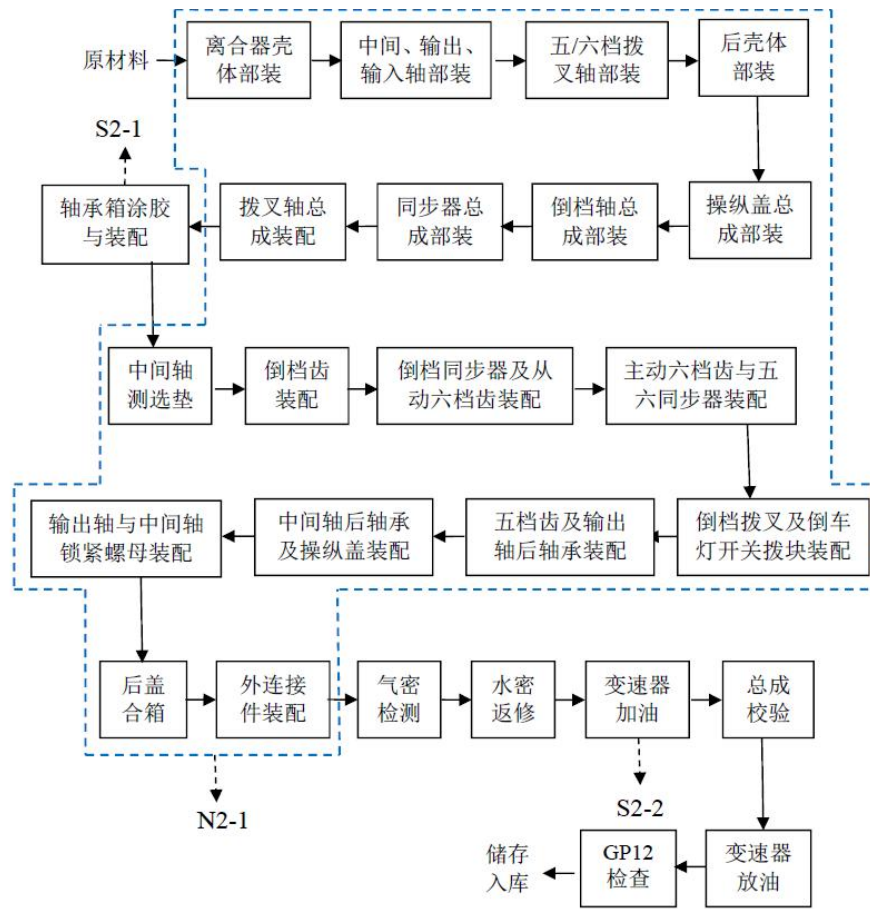 原材料
离合器壳
体部装
中间、输出、
输入轴部装
五/六档拨
叉轴部装
后壳体
部装
S2-1
轴承箱涂胶
与装配
拨叉轴总
成装配
同步器总
成部装
倒档轴总
成部装
操纵盖总
成部装
中间轴
测选垫
倒档齿
装配
倒档同步器及从
动六档齿装配
主动六档齿与五
六同步器装配
输出轴与中间轴
锁紧螺母装配
中间轴后轴承
及操纵盖装配
五档齿及输出
轴后轴承装配
倒档拨叉及倒车
灯开关拨块装配
后盖
合箱
外连接
件装配
气密
检测
水密
返修
变速器
加油
总成
校验
N2-1
S2-2
储存
入库
GP12
检查
变速器
放油